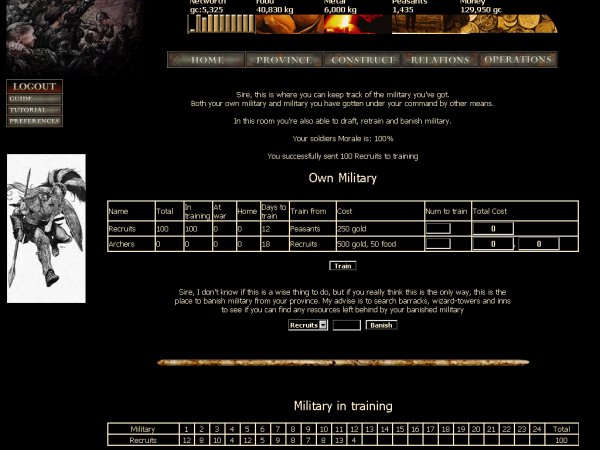 Networth Food Metal Peasants Money
gc:5,325 40,830 kg 6,000 kg 1,435 129,950 gc
HOME PROVINCE CONSTRUCT RELATIONS OPERATIONS
LOGOUT
GUIDE
TUTORIAL
PREFERENCES
Sire, this is where you can keep track of the military you've got.
Both your own military and military you have gotten under your command by other means.
In this room you're also able to draft, retrain and banish military.
Your soldiers Morale is: 100%
You successfully sent 100 Recruits to training
Own Military
Name Total In training At war Home Days to train Train from Cost Num to train Total Cost
Recruits 100 100 0 0 12 Peasants 250 gold 0
Archers 0 0 0 0 18 Recruits 500 gold, 50 food 0 , 0
Train
Sire, I don't know if this is a wise thing to do, but if you really think this is the only way, this is the
place to banish military from your province. My advise is to search barracks, wizard-towers and inns
to see if you can find any resources left behind by your banished military
Recruits Banish
Military in training
Military 1 2 3 4 5 6 7 8 9 10 11 12 13 14 15 16 17 18 19 20 21 22 23 24 Total
Recruits 12 8 10 4 12 5 9 8 7 8 13 4 100